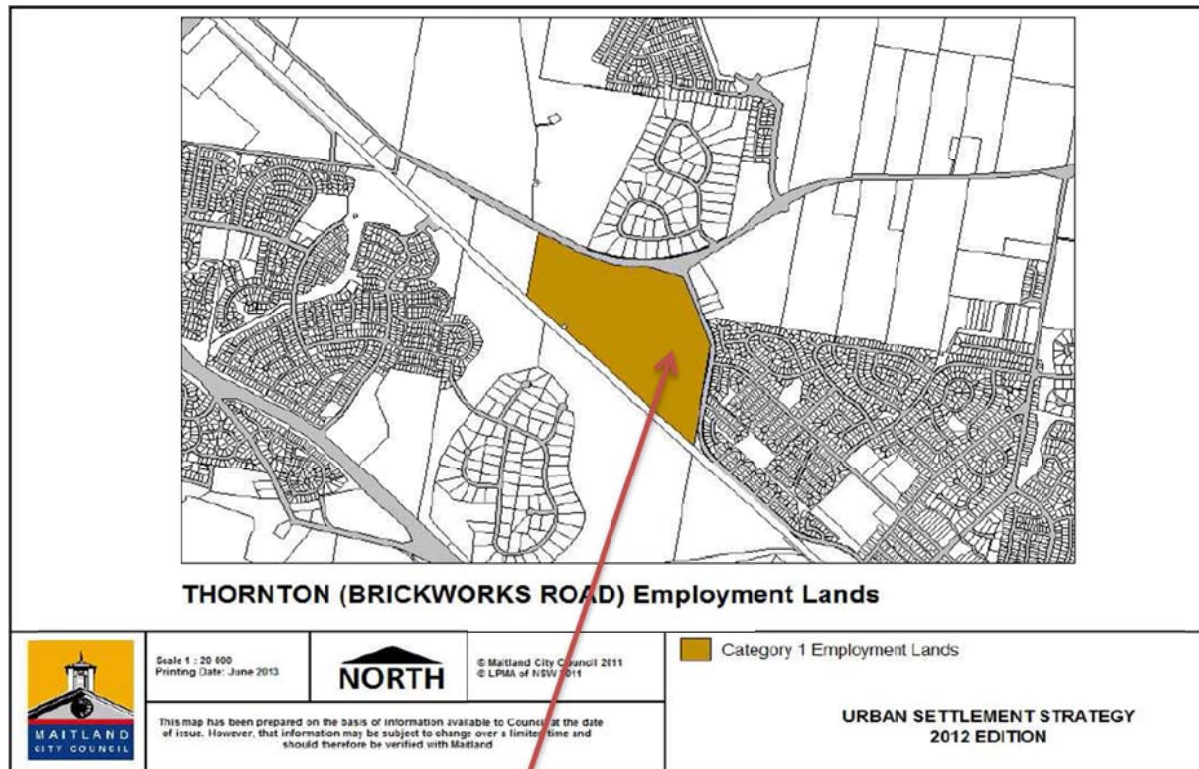 THORNTON (BRICKWORKS ROAD) Employment Lands
MAITLAND
CITY COUNCIL
Scale 1 : 20 000
Printing Date: June 2013
NORTH
© Maitland City Council 2011
© LPMA of NSW 2011
This map has been prepared on the basis of information available to Council at the date
of issue. However, that information may be subject to change over a limited time and
should therefore be verified with Maitland
Category 1 Employment Lands
URBAN SETTLEMENT STRATEGY
2012 EDITION